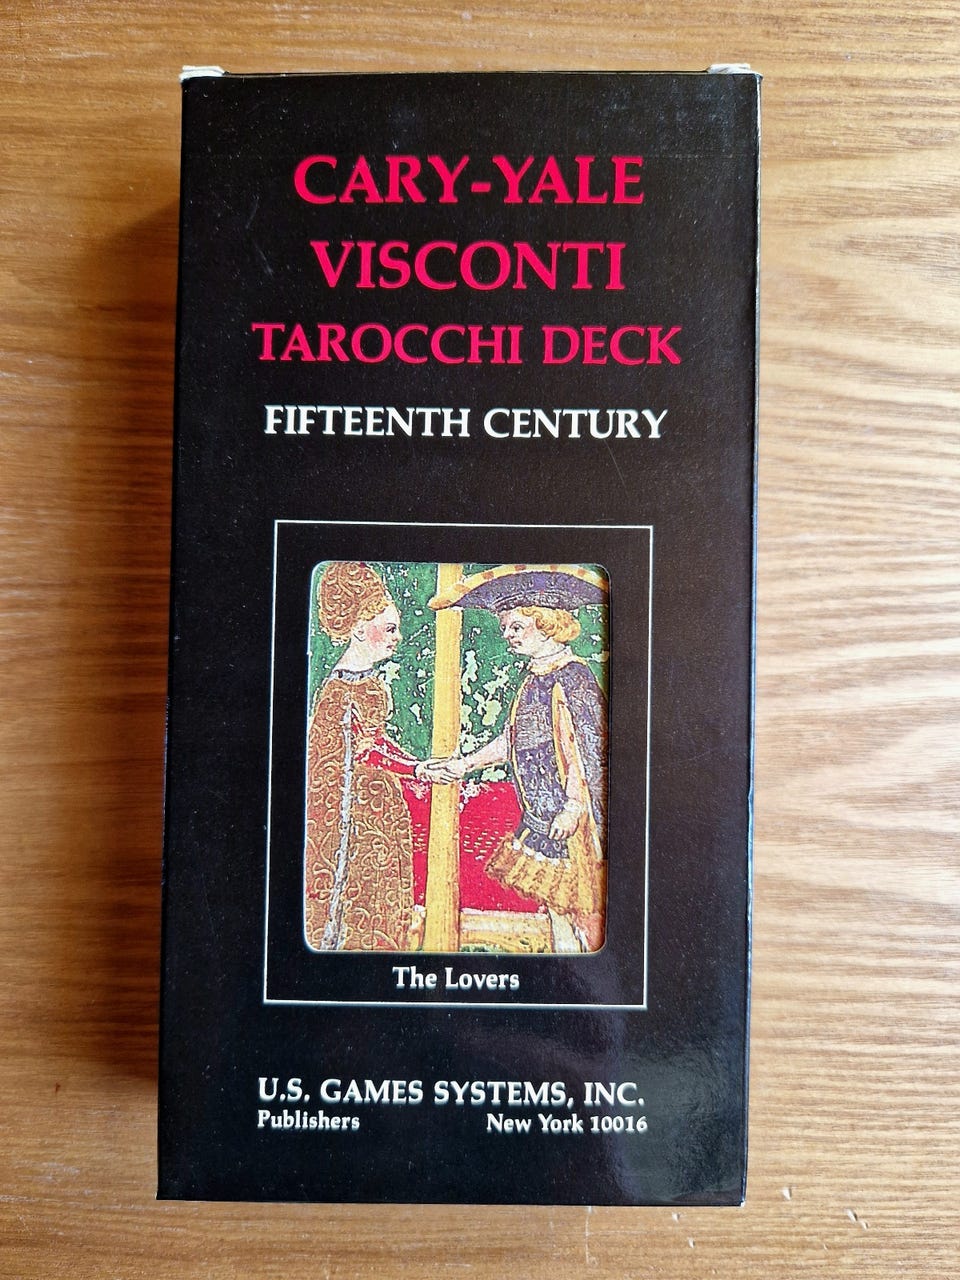 CARY-YALE
VISCONTI
TAROCCHI DECK
FIFTEENTH CENTURY
The Lovers
U.S. GAMES SYSTEMS, INC.
Publishers New York 10016